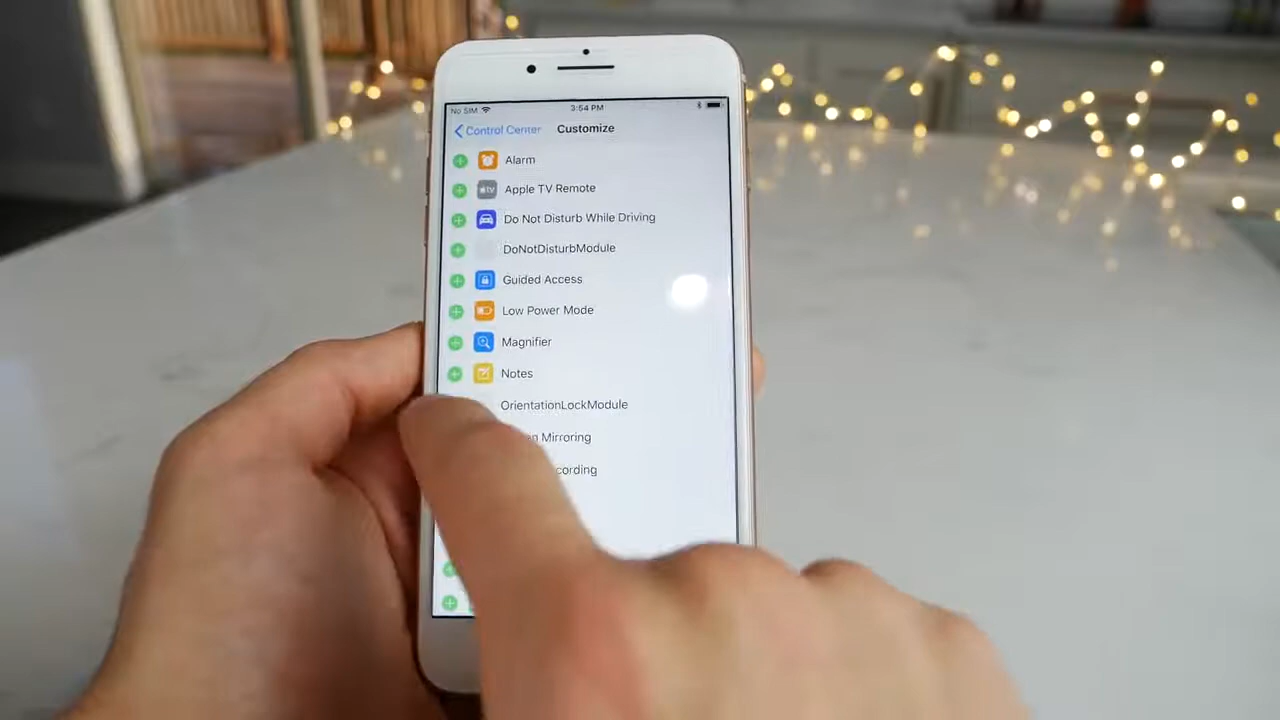 No SIM 3:54 PM
Control Center Customize
Alarm
tv Apple TV Remote
Do Not Disturb While Driving
DoNotDisturbModule
Guided Access
Low Power Mode
Magnifier
Notes
OrientationLockModule
Mirroring